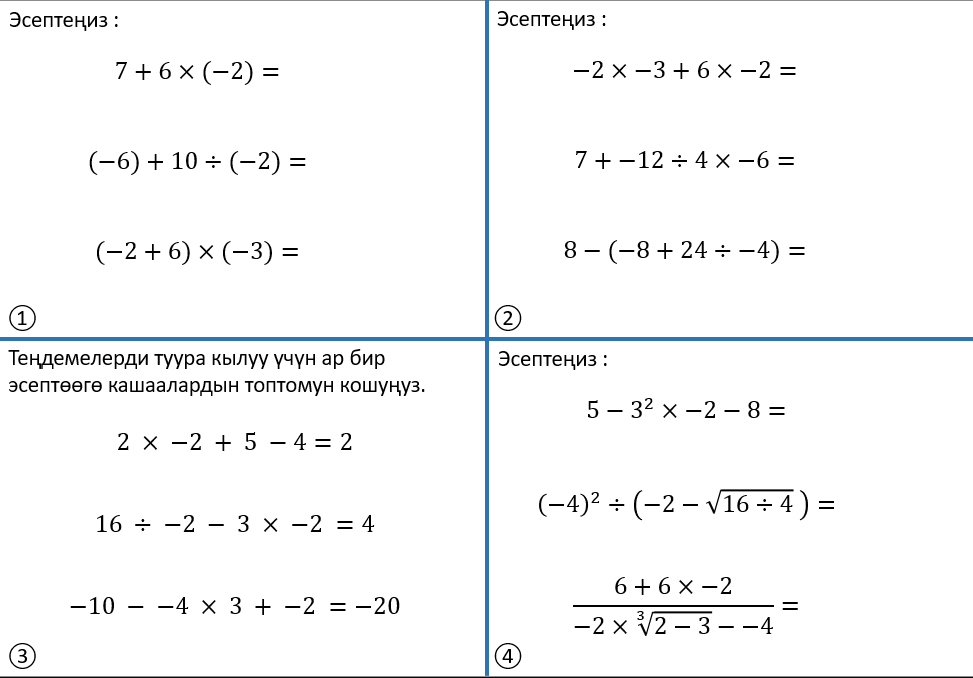 Эсептеңиз :
7 + 6 × (−2) =
(−6) + 10 ÷ (−2) =
(−2 + 6) × (−3) =
①
Эсептеңиз :
−2 × −3 + 6 × −2 =
7 + −12 ÷ 4 × −6 =
8 − (−8 + 24 ÷ −4) =
②
Теңдемелерди туура кылуу үчүн ар бир
эсептөөгө кашаалардын топтомун кошуңуз.
2 × −2 + 5 − 4 = 2
16 ÷ −2 − 3 × −2 = 4
−10 − −4 × 3 + −2 = −20
③
Эсептеңиз :
5 − 3² × −2 − 8 =
(−4)² ÷ (−2 − √16 ÷ 4 ) =
6 + 6 × −2
−2 × ∛2 − 3 − −4 =
④